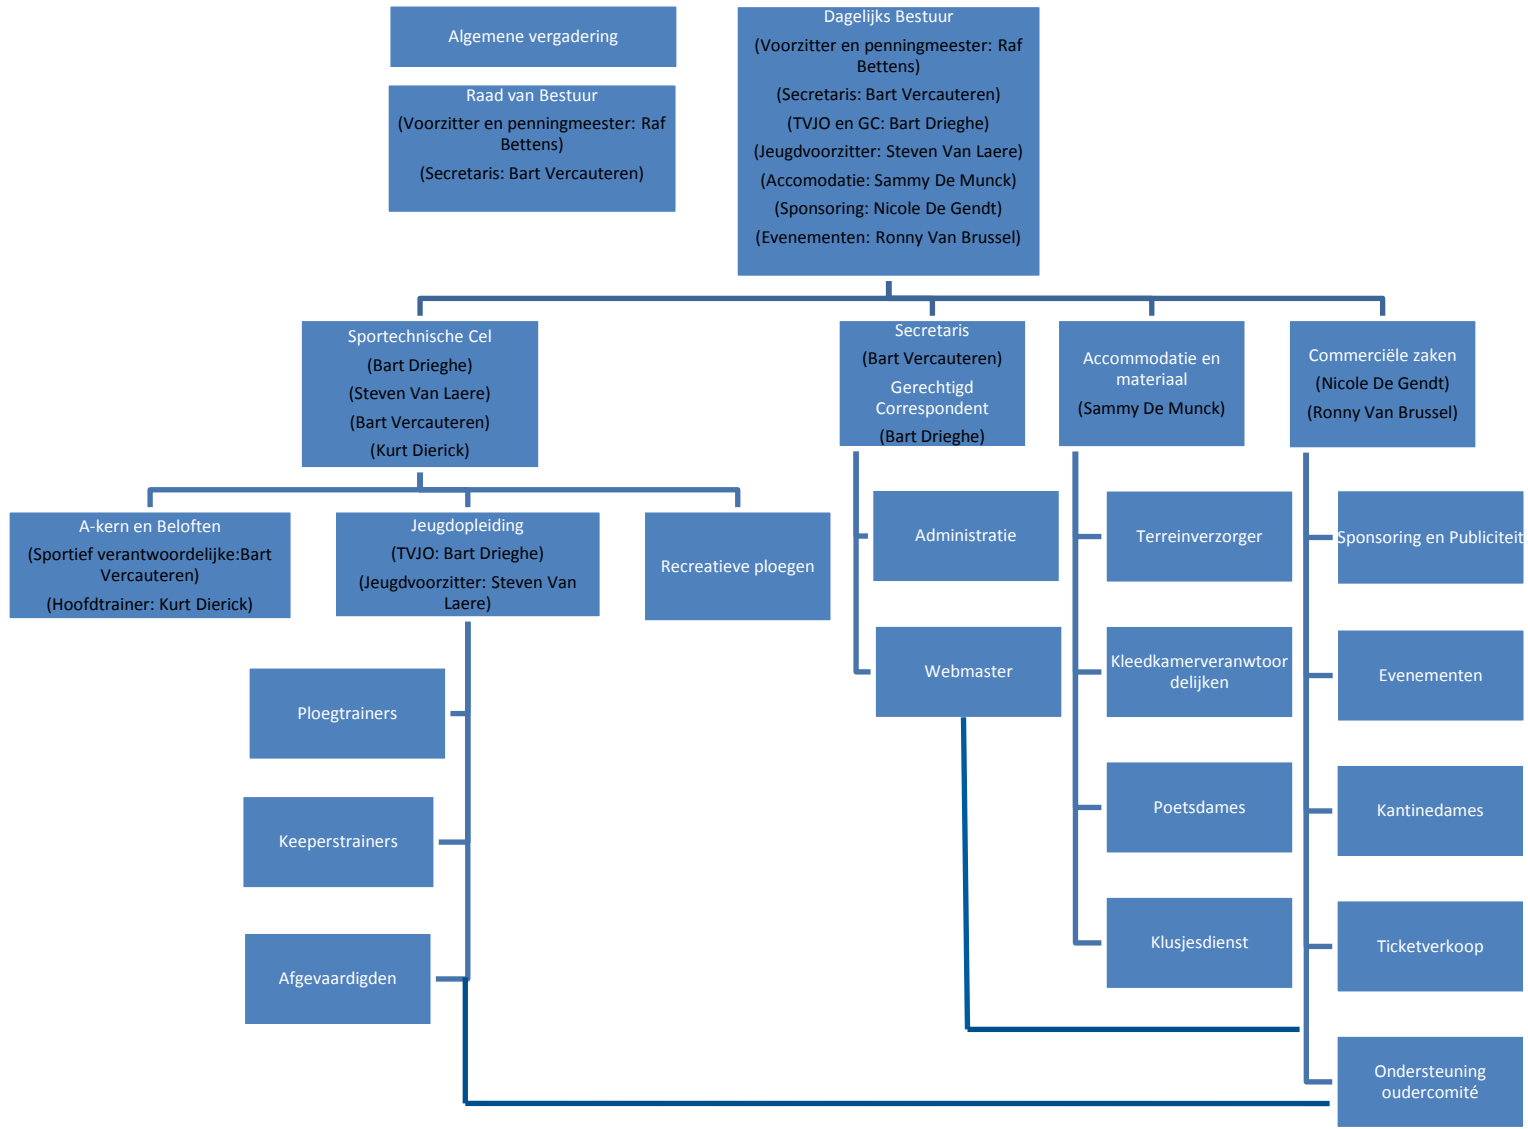 Algemene vergadering
Raad van Bestuur
(Voorzitter en penningmeester: Raf
Bettens)
(Secretaris: Bart Vercauteren)
Dagelijks Bestuur
(Voorzitter en penningmeester: Raf
Bettens)
(Secretaris: Bart Vercauteren)
(TVJO en GC: Bart Drieghe)
(Jeugdvoorzitter: Steven Van Laere)
(Accomodatie: Sammy De Munck)
(Sponsoring: Nicole De Gendt)
(Evenementen: Ronny Van Brussel)
Sportechnische Cel
(Bart Drieghe)
(Steven Van Laere)
(Bart Vercauteren)
(Kurt Dierick)
Secretaris
(Bart Vercauteren)
Gerechtigd
Correspondent
(Bart Drieghe)
Accommodatie en
materiaal
(Sammy De Munck)
Commerciële zaken
(Nicole De Gendt)
(Ronny Van Brussel)
A-kern en Beloften
(Sportief verantwoordelijke:Bart
Vercauteren)
(Hoofdtrainer: Kurt Dierick)
Jeugdopleiding
(TVJO: Bart Drieghe)
(Jeugdvoorzitter: Steven Van
Laere)
Recreatieve ploegen
Ploegtrainers
Keeperstrainers
Afgevaardigden
Administratie
Webmaster
Terreinverzorger
Kleedkamerveranwtoor
delijken
Poetsdames
Klusjesdienst
Sponsoring en Publiciteit
Evenementen
Kantinedames
Ticketverkoop
Ondersteuning
oudercomité